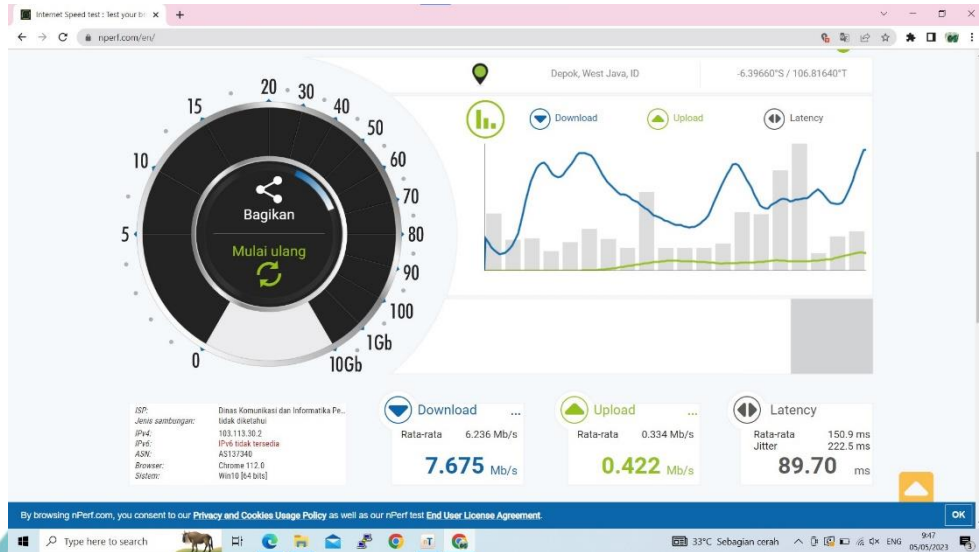 Internet Speed test : Test your b
nperf.com/en/
Depok, West Java, ID
-6.39660°S / 106.81640°T
Download
Upload
Latency
0
5
10
15
20
30
40
50
60
70
80
90
100
1Gb
10Gb
Bagikan
Mulai ulang
ISP: Dinas Komunikasi dan Informatika Pe...
Jenis sambungan: tidak diketahui
IPv4: 103.113.30.2
IPv6: IPv6 tidak tersedia
ASN: AS137340
Browser: Chrome 112.0
Sistem: Win10 [64 bits]
Download ...
Rata-rata 6.236 Mb/s
7.675 Mb/s
Upload ...
Rata-rata 0.334 Mb/s
0.422 Mb/s
Latency
Rata-rata 150.9 ms
Jitter 222.5 ms
89.70 ms
By browsing nPerf.com, you consent to our Privacy and Cookies Usage Policy as well as our nPerf test End User License Agreement.
OK
Type here to search
33°C Sebagian cerah
ENG
9:47
05/05/2023